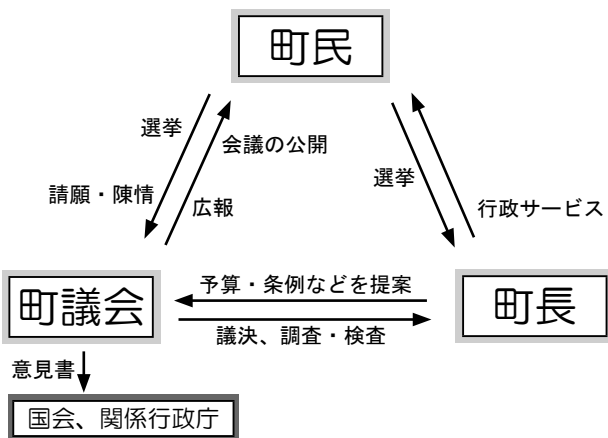 町民
選挙
会議の公開
請願・陳情
広報
選挙
行政サービス
予算・条例などを提案
町議会
町長
議決、調査・検査
意見書
国会、関係行政庁